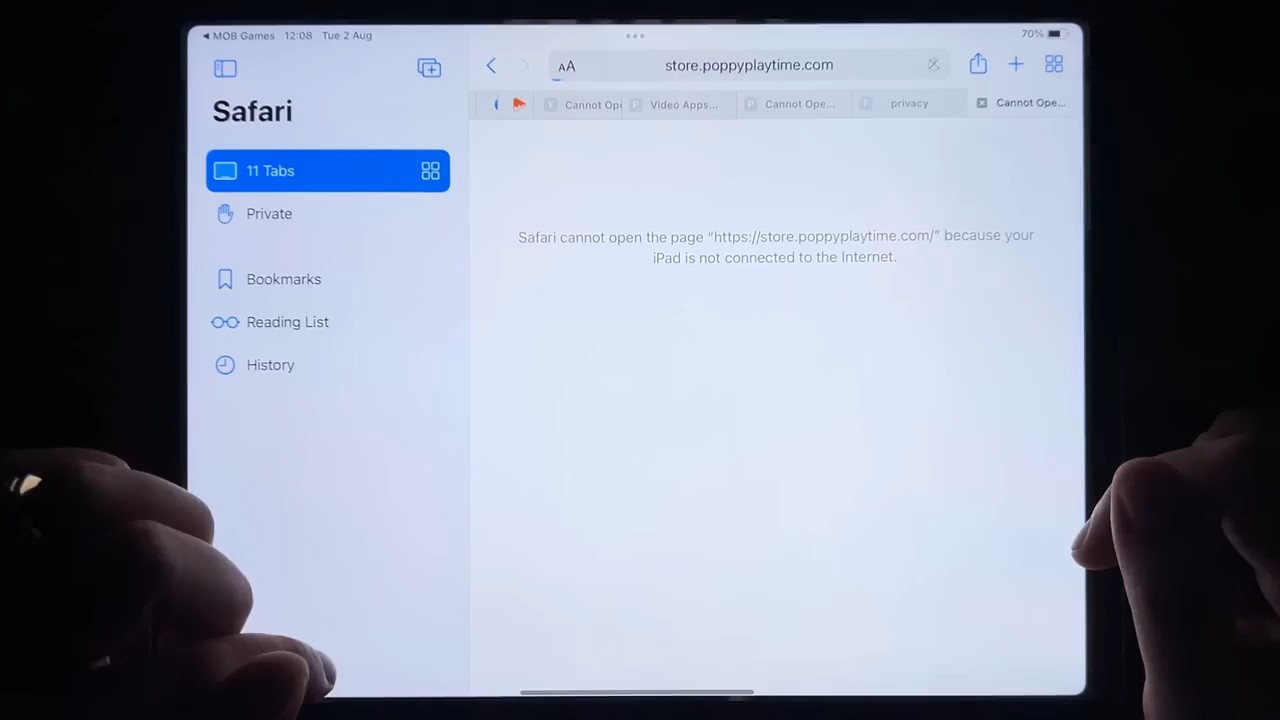 MOB Games 12:08 Tue 2 Aug
70%
Safari
AA store.poppyplaytime.com
Cannot Ope Video Apps... Cannot Ope... privacy Cannot Ope...
11 Tabs
Private
Bookmarks
Reading List
History
Safari cannot open the page “https://store.poppyplaytime.com/” because your
iPad is not connected to the Internet.